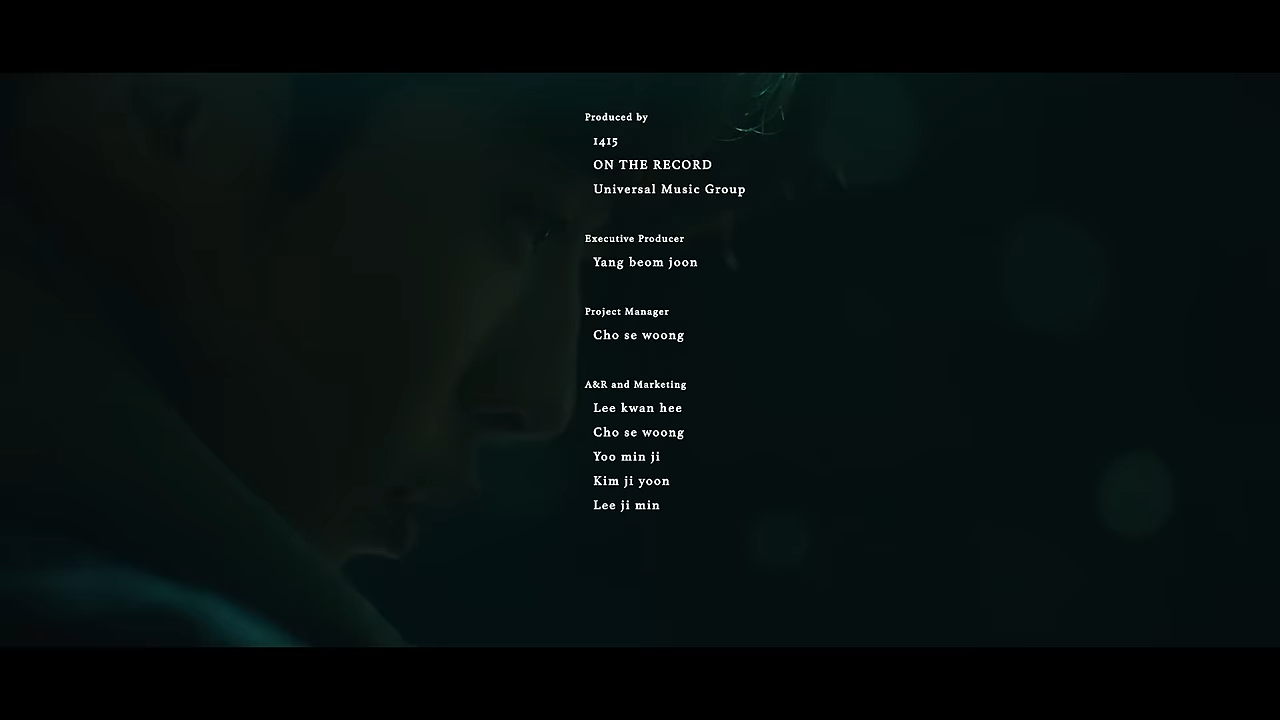 Produced by
1415
ON THE RECORD
Universal Music Group
Executive Producer
Yang beom joon
Project Manager
Cho se woong
A&R and Marketing
Lee kwan hee
Cho se woong
Yoo min ji
Kim ji yoon
Lee ji min